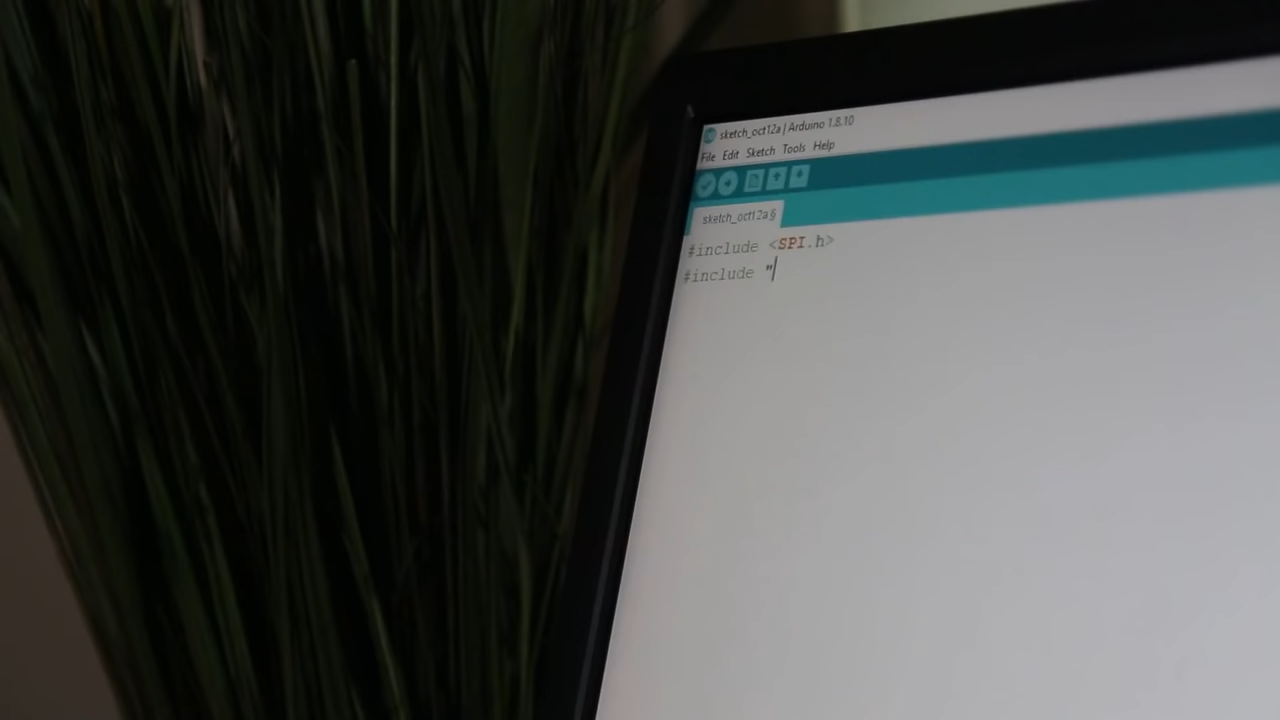 sketch_oct12a | Arduino 1.8.10
File Edit Sketch Tools Help
sketch_oct12a §
#include <SPI.h>
#include "